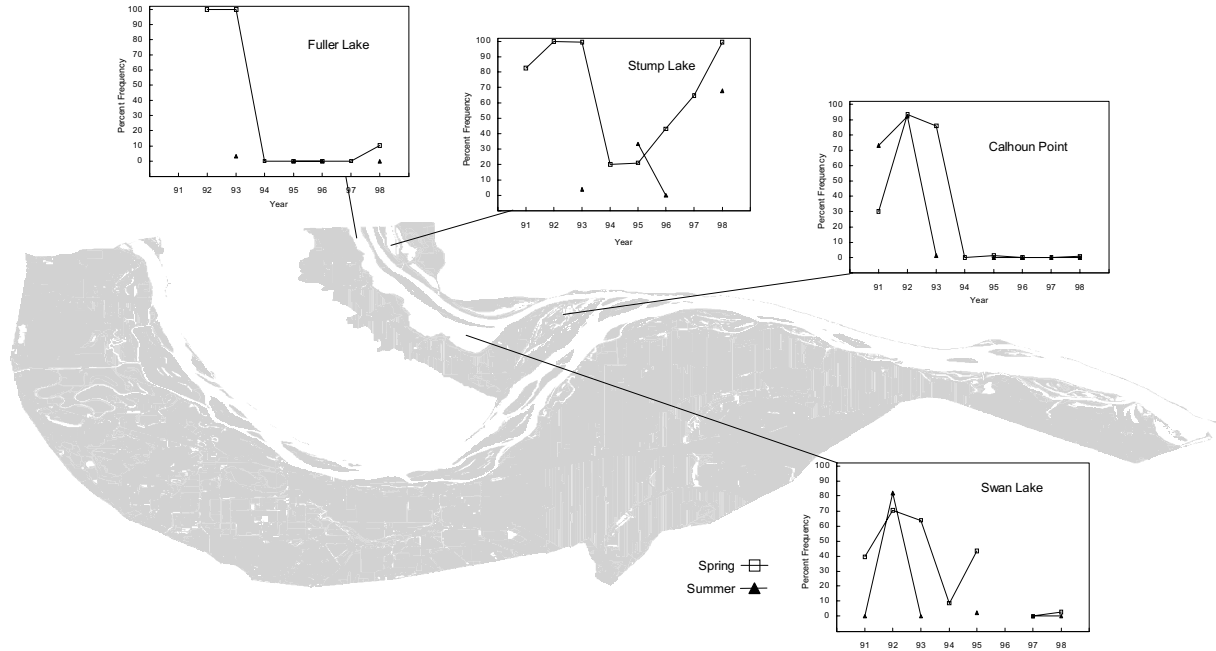 Fuller Lake
Percent Frequency
100
90
80
70
60
50
40
30
20
10
0
91 92 93 94 95 96 97 98
Year
Stump Lake
Percent Frequency
100
90
80
70
60
50
40
30
20
10
0
91 92 93 94 95 96 97 98
Year
Calhoun Point
Percent Frequency
100
90
80
70
60
50
40
30
20
10
0
91 92 93 94 95 96 97 98
Year
Swan Lake
Percent Frequency
100
90
80
70
60
50
40
30
20
10
0
91 92 93 94 95 96 97 98
Spring
Summer